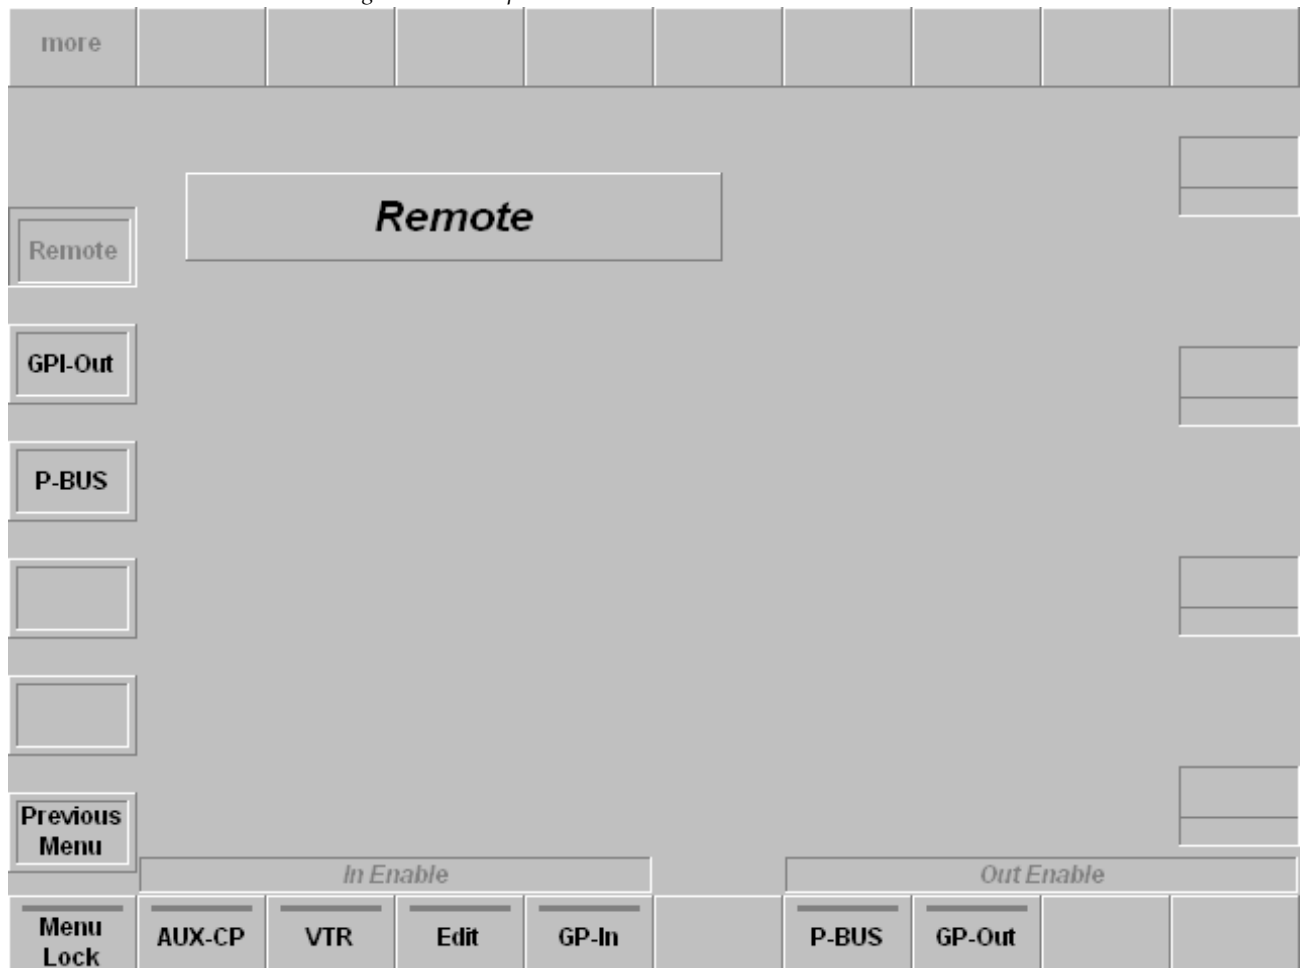 more
Remote
Remote
GPI-Out
P-BUS
Previous
Menu
In Enable
Out Enable
Menu
Lock
AUX-CP
VTR
Edit
GP-In
P-BUS
GP-Out